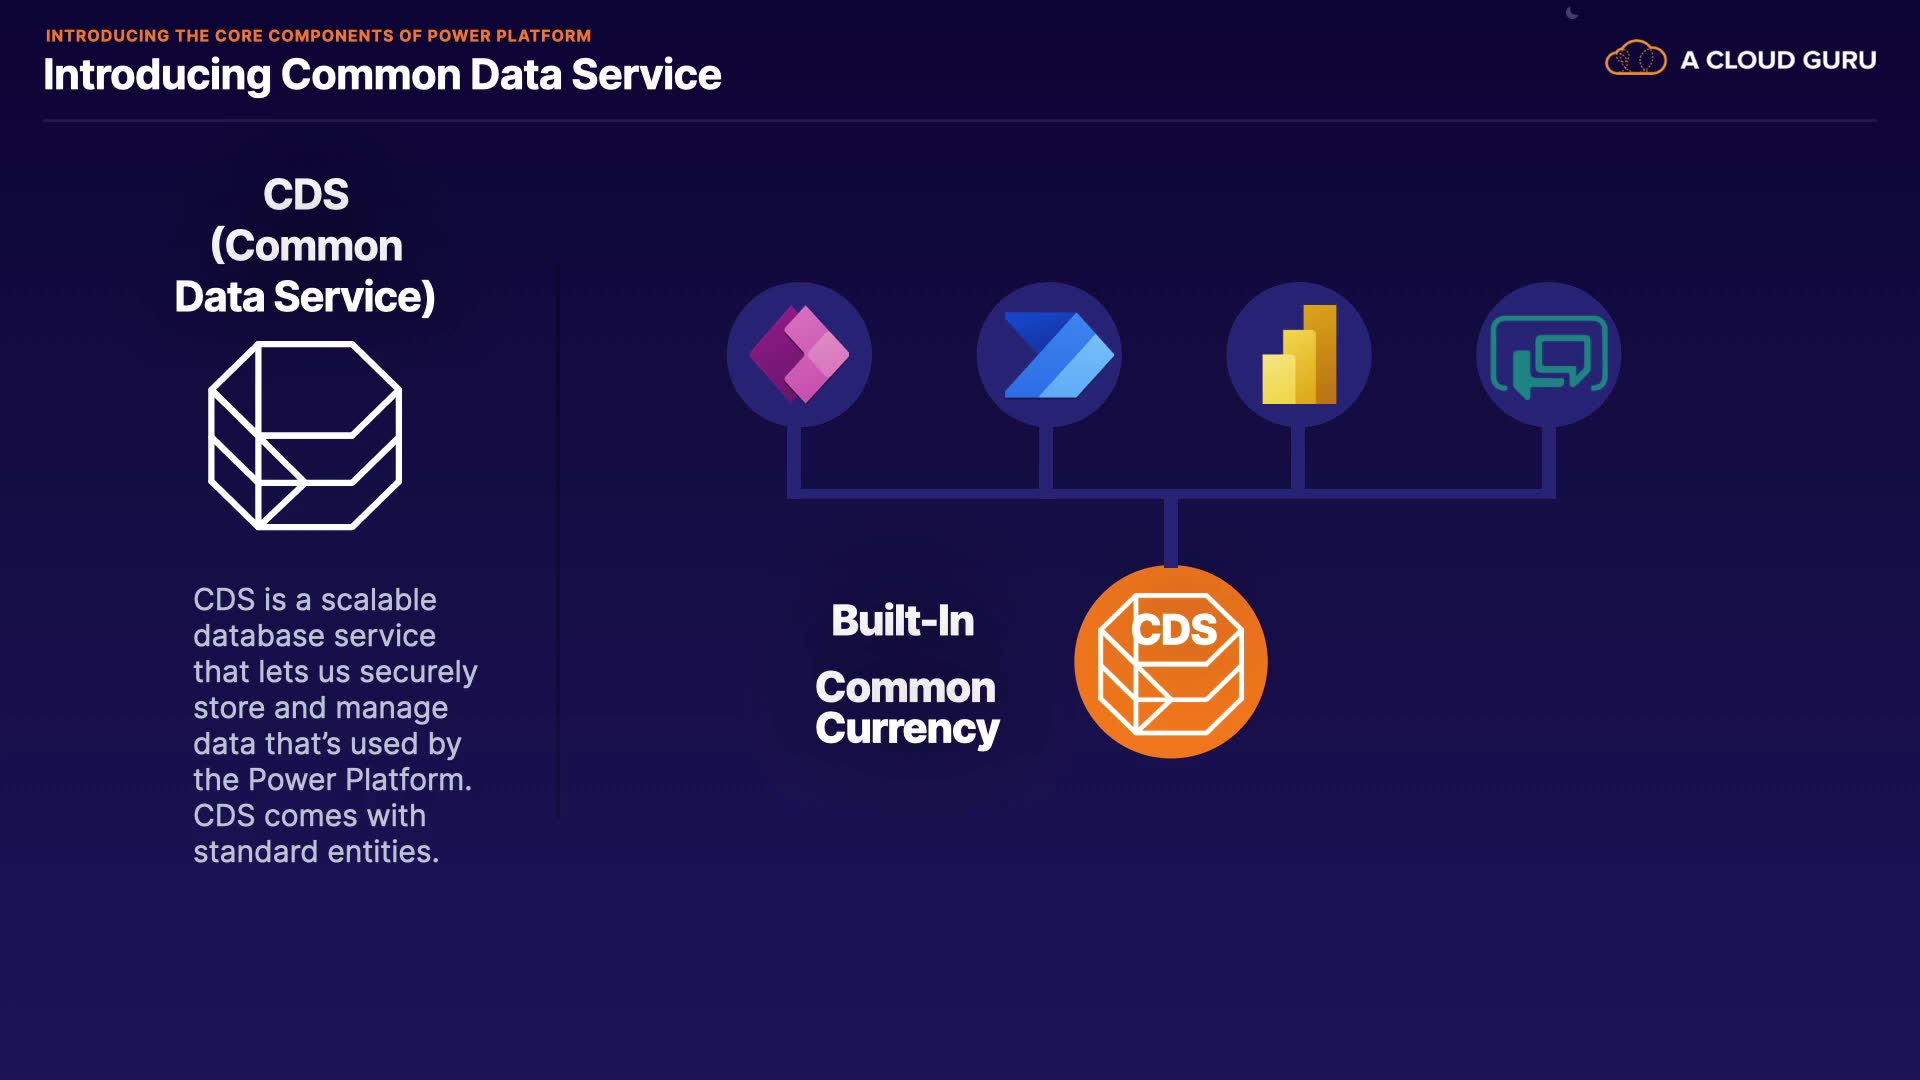 INTRODUCING THE CORE COMPONENTS OF POWER PLATFORM
Introducing Common Data Service
A CLOUD GURU
CDS
(Common
Data Service)
CDS is a scalable
database service
that lets us securely
store and manage
data that’s used by
the Power Platform.
CDS comes with
standard entities.
Built-In
Common
Currency
CDS